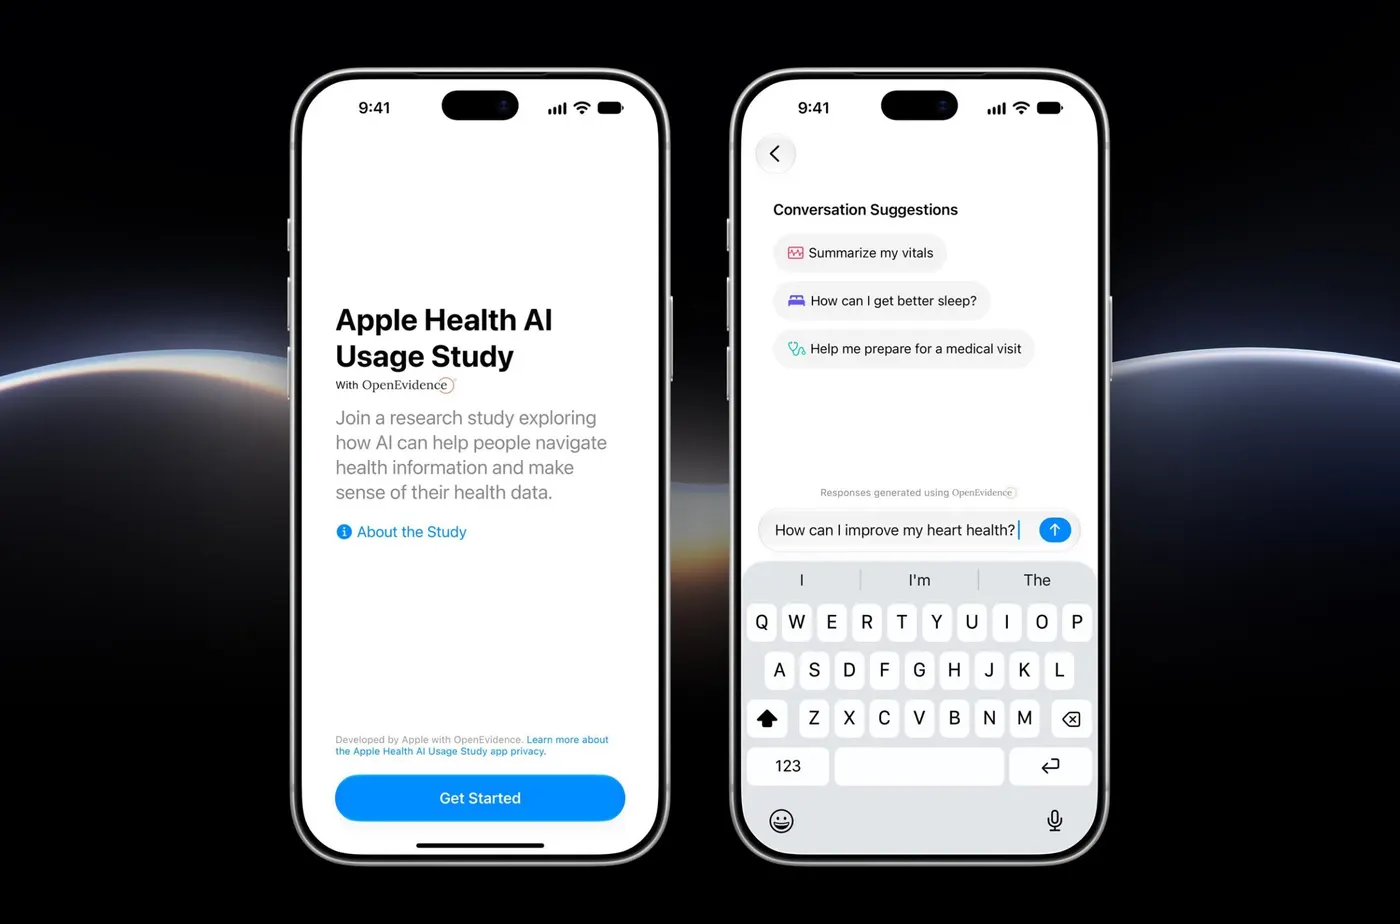 9:41
Apple Health AI
Usage Study
With OpenEvidence
Join a research study exploring
how AI can help people navigate
health information and make
sense of their health data.
About the Study
Developed by Apple with OpenEvidence. Learn more about
the Apple Health AI Usage Study app privacy.
Get Started
9:41
Conversation Suggestions
Summarize my vitals
How can I get better sleep?
Help me prepare for a medical visit
Responses generated using OpenEvidence
How can I improve my heart health?
I I'm The
Q W E R T Y U I O P
A S D F G H J K L
Z X C V B N M
123